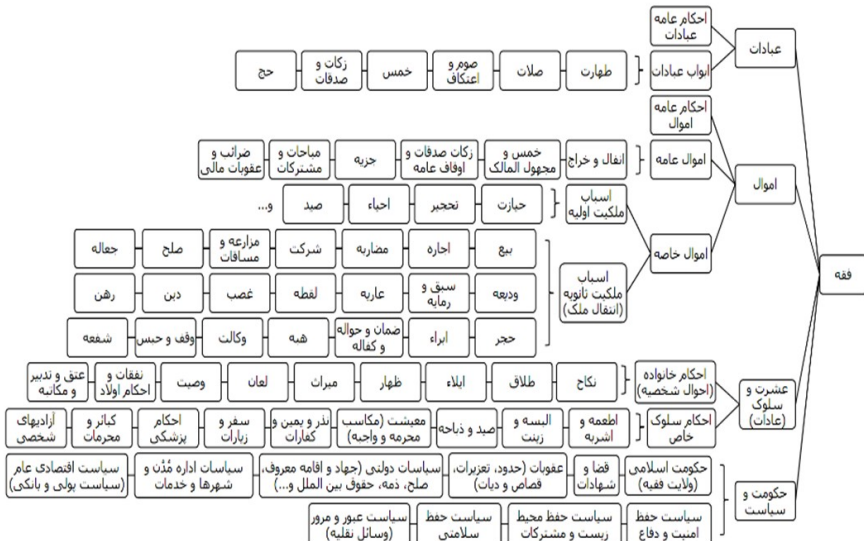 فقه
عبادات
احکام عامه
عبادات
ابواب عبادات
طهارت
صلات
صوم و
اعتکاف
خمس
زکات و
صدقات
حج
اموال
احکام عامه
اموال
اموال عامه
انفال و خراج
خمس و
مجهول المالک
زکات صدقات و
اوقاف عامه
جزیه
مباحات و
مشترکات
ضرائب و
عقوبات مالی
اموال خاصه
اسباب
ملکیت اولیه
حیازت
تحجیر
احیاء
صید
و...
اسباب
ملکیت ثانویه
(انتقال ملک)
بیع
اجاره
مضاربه
شرکت
مزارعه و
مساقات
صلح
جعاله
ودیعه
سبق و
رمایه
عاریه
لقطه
غصب
دین
رهن
حجر
ابراء
ضمان و حواله
و کفاله
هبه
وکالت
وقف و حبس
شفعه
عشرت و
سلوک
(عادات)
احکام خانواده
(احوال شخصیه)
نکاح
طلاق
ایلاء
ظهار
لعان
میراث
وصیت
نفقات و
احکام اولاد
عتق و تدبیر
و مکاتبه
احکام سلوک
خاص
اطعمه و
اشربه
البسه و
زینت
صید و ذباحه
معیشت (مکاسب
محرمه و واجبه)
نذر و یمین و
کفارات
سفر و
زیارات
احکام
پزشکی
کبائر و
محرمات
آزادیهای
شخصی
حکومت و
سیاست
حکومت اسلامی
(ولایت فقیه)
قضا و
شهادات
عقوبات (حدود، تعزیرات،
قصاص و دیات)
سیاسات دولتی (جهاد و اقامه معروف،
صلح، ذمه، حقوق بین الملل و...)
سیاسات اداره مُدُن و
شهرها و خدمات
سیاست اقتصادی عام
(سیاست پولی و بانکی)
سیاست حفظ
امنیت و دفاع
سیاست حفظ محیط
زیست و مشترکات
سیاست حفظ
سلامتی
سیاست عبور و مرور
(وسائل نقلیه)